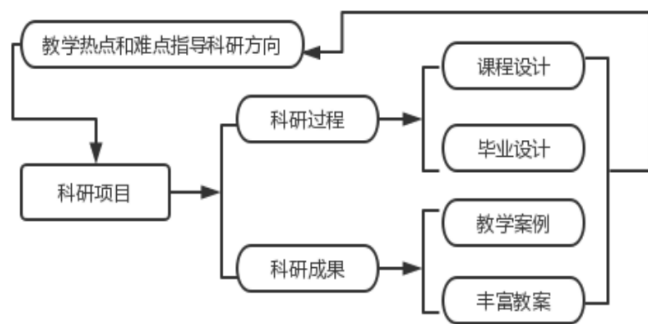 教学热点和难点指导科研方向
课程设计
科研过程
毕业设计
科研项目
教学案例
科研成果
丰富教案